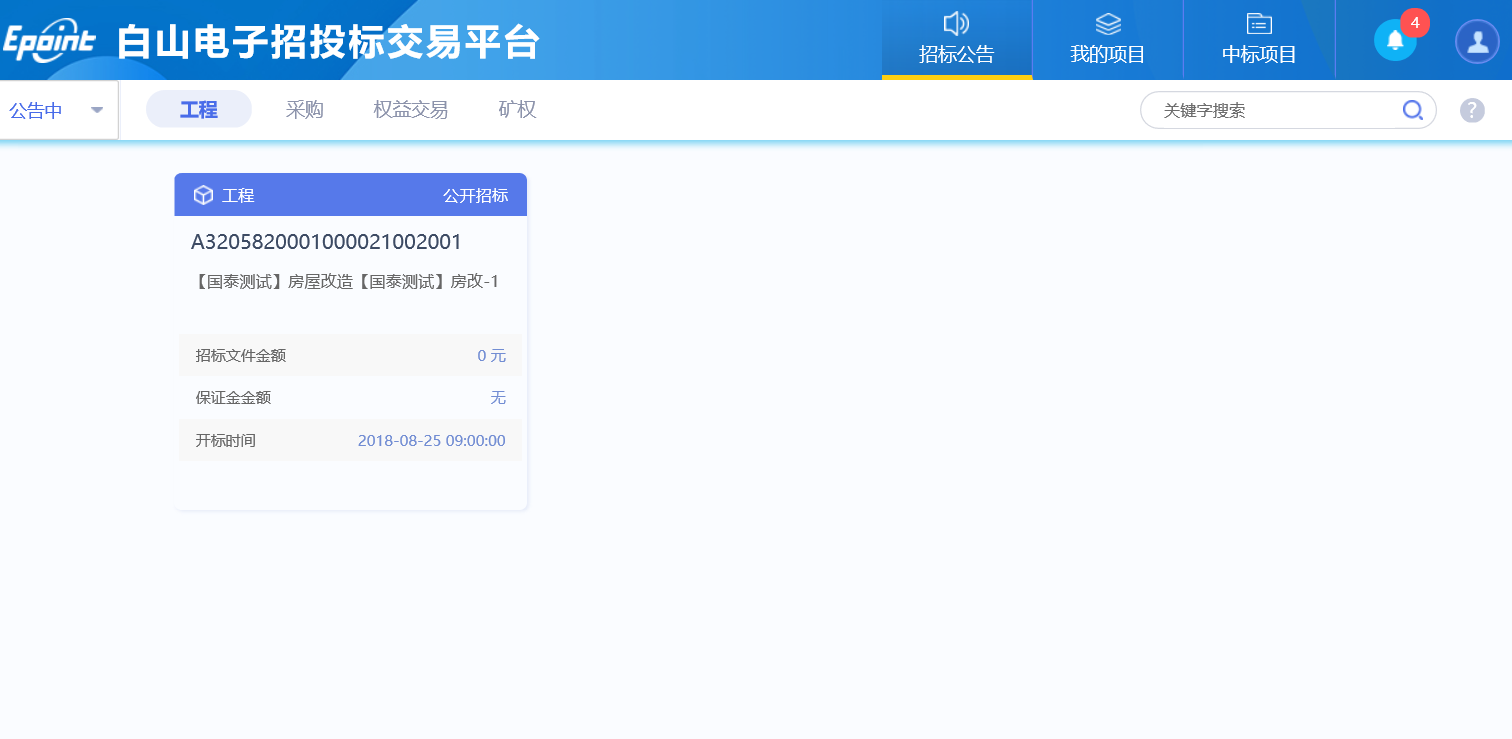 Epoint 白山电子招投标交易平台
招标公告
我的项目
中标项目
4
公告中
工程
采购
权益交易
矿权
关键字搜索
?
工程
公开招标
A3205820001000021002001
【国泰测试】房屋改造【国泰测试】房改-1
招标文件金额 0 元
保证金金额 无
开标时间 2018-08-25 09:00:00